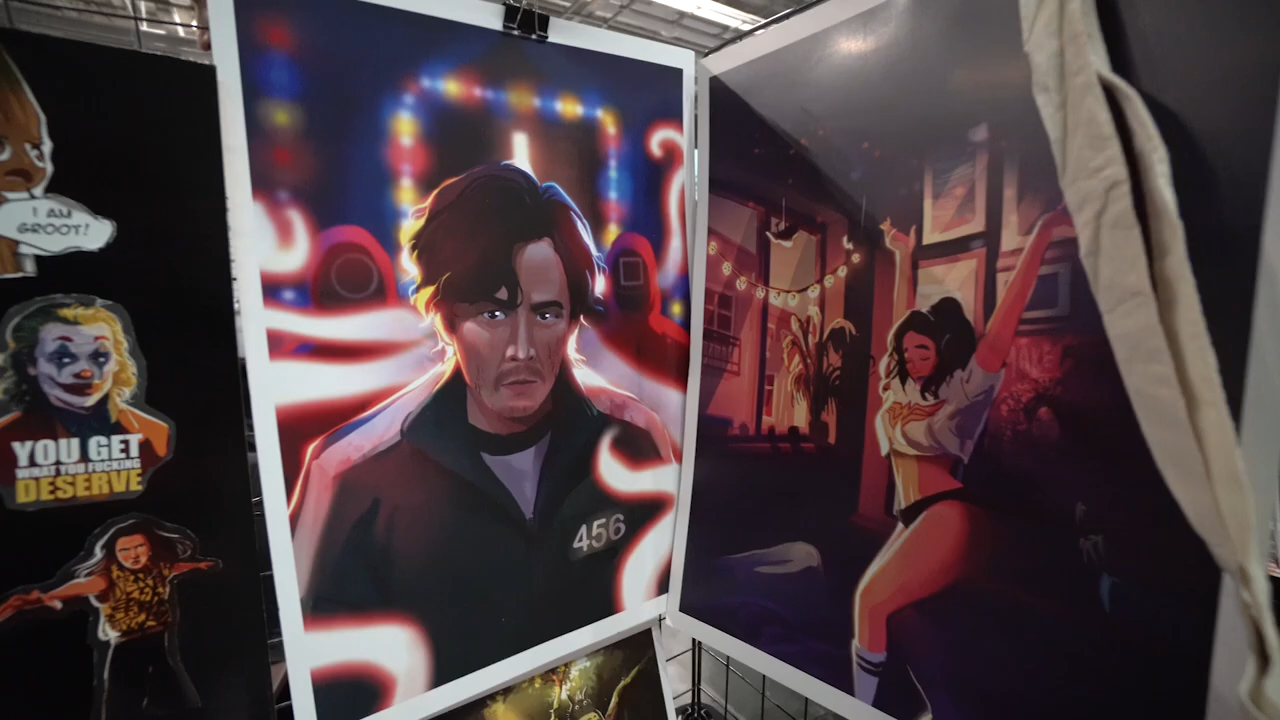 I AM
GROOT!
YOU GET
WHAT YOU FUCKING
DESERVE
456